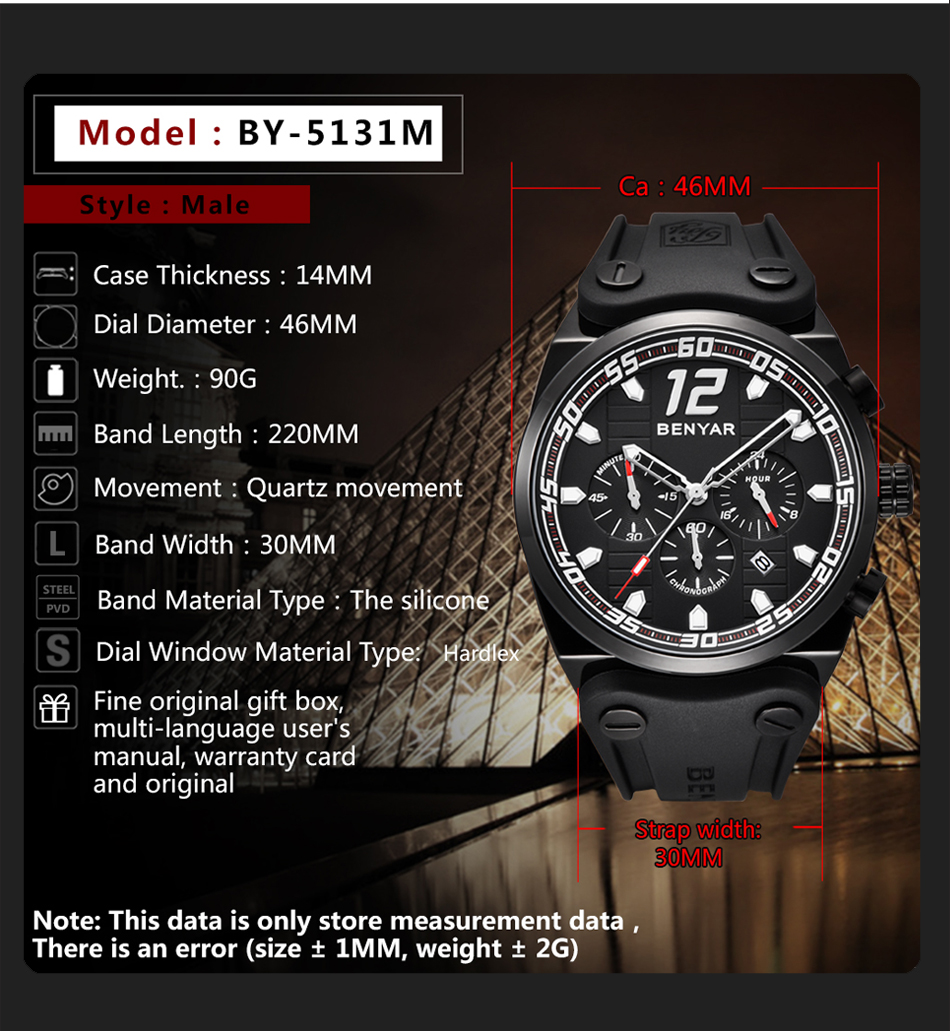 Model : BY-5131M
Style : Male
Ca : 46MM
Case Thickness : 14MM
Dial Diameter : 46MM
Weight. : 90G
Band Length : 220MM
Movement : Quartz movement
L
Band Width : 30MM
STEEL
PVD
Band Material Type : The silicone
S
Dial Window Material Type: Hardlex
Fine original gift box,
multi-language user's
manual, warranty card
and original
60
05
10
15
20
25
30
35
40
45
50
55
12
BENYAR
MINUTE
45
15
30
24
HOUR
16
8
60
CHRONOGRAPH
8
Strap width:
30MM
Note: This data is only store measurement data ,
There is an error (size ± 1MM, weight ± 2G)